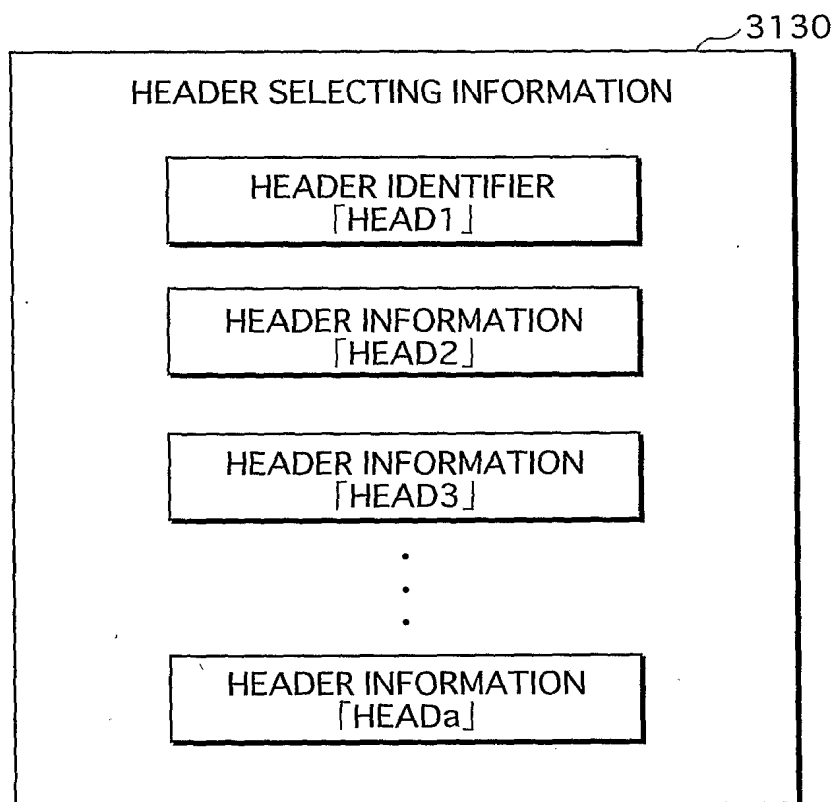 3130
HEADER SELECTING INFORMATION
HEADER IDENTIFIER
｢HEAD1｣
HEADER INFORMATION
｢HEAD2｣
HEADER INFORMATION
｢HEAD3｣
HEADER INFORMATION
｢HEADa｣